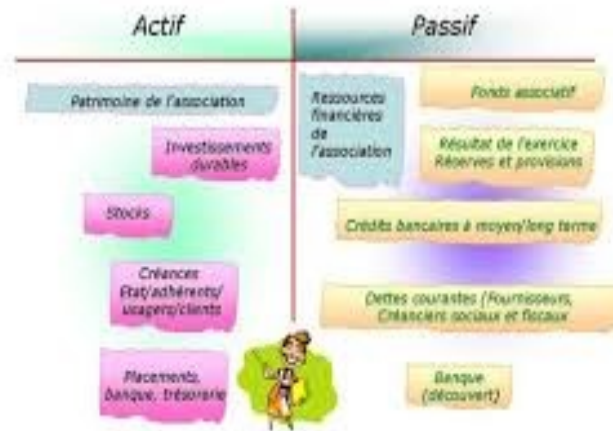 Actif
Passif
Patrimoine de l'association
Investissements
durables
Stocks
Créances
Etat/adhérents/
usagers/clients
Placements,
banque, trésorerie
Ressources
financières
de
l'association
Fonds associatif
Résultat de l'exercice
Réserves et provisions
Crédits bancaires à moyen/long terme
Dettes courantes (Fournisseurs,
Créanciers sociaux et fiscaux
Banque
(découvert)